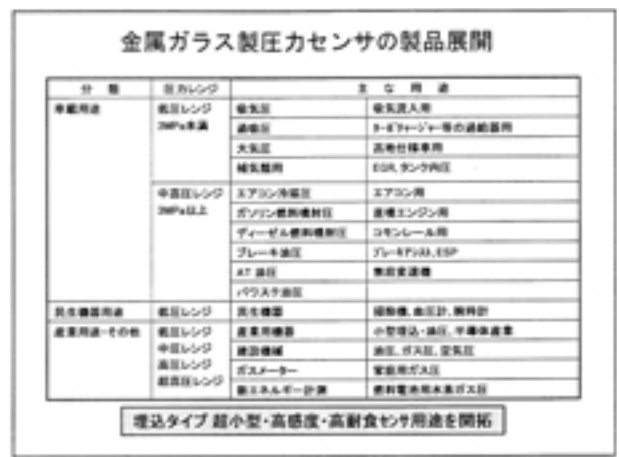 金属ガラス製圧力センサの製品展開
分 類 圧力レンジ 主 な 用 途
車載用途 低圧レンジ 吸気圧 吸気流入用
3MPa未満 過給圧 ターボチャージャー等の過給器用
大気圧 高地仕様車用
補気類用 EGR, タンク内圧
中高圧レンジ エアコン冷媒圧 エアコン用
3MPa以上 ガソリン燃料噴射圧 直噴エンジン用
ディーゼル燃料噴射圧 コモンレール用
ブレーキ油圧 ブレーキアシスト, ESP
AT 油圧 無段変速機
パワステ油圧
民生機器用途 低圧レンジ 民生機器 掃除機, 血圧計, 腕時計
産業用途・その他 低圧レンジ 産業用機器 小型埋込・油圧, 半導体産業
中圧レンジ 建設機械 油圧, ガス圧, 空気圧
高圧レンジ ガスメーター 家庭用ガス圧
超高圧レンジ 新エネルギー計測 燃料電池用水素ガス圧
埋込タイプ 超小型・高感度・高耐食センサ用途を開拓